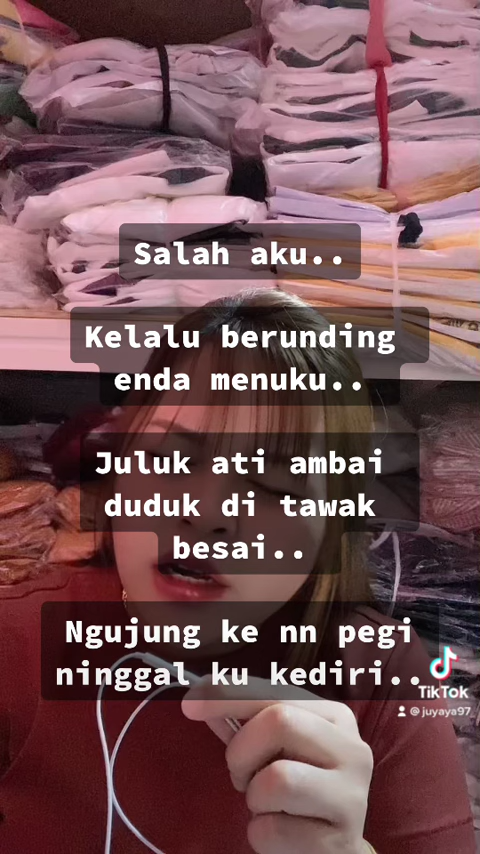 Salah aku..
Kelalu berunding
enda menuku..
Juluk ati ambai
duduk di tawak
besai..
Ngujung ke nn pegi
ninggal ku kediri..
TikTok
@juyaya97